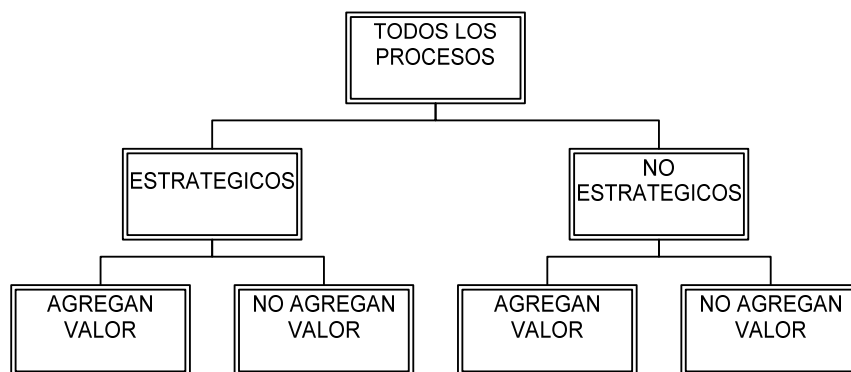 TODOS LOS
PROCESOS
ESTRATEGICOS
NO
ESTRATEGICOS
AGREGAN
VALOR
NO AGREGAN
VALOR
AGREGAN
VALOR
NO AGREGAN
VALOR